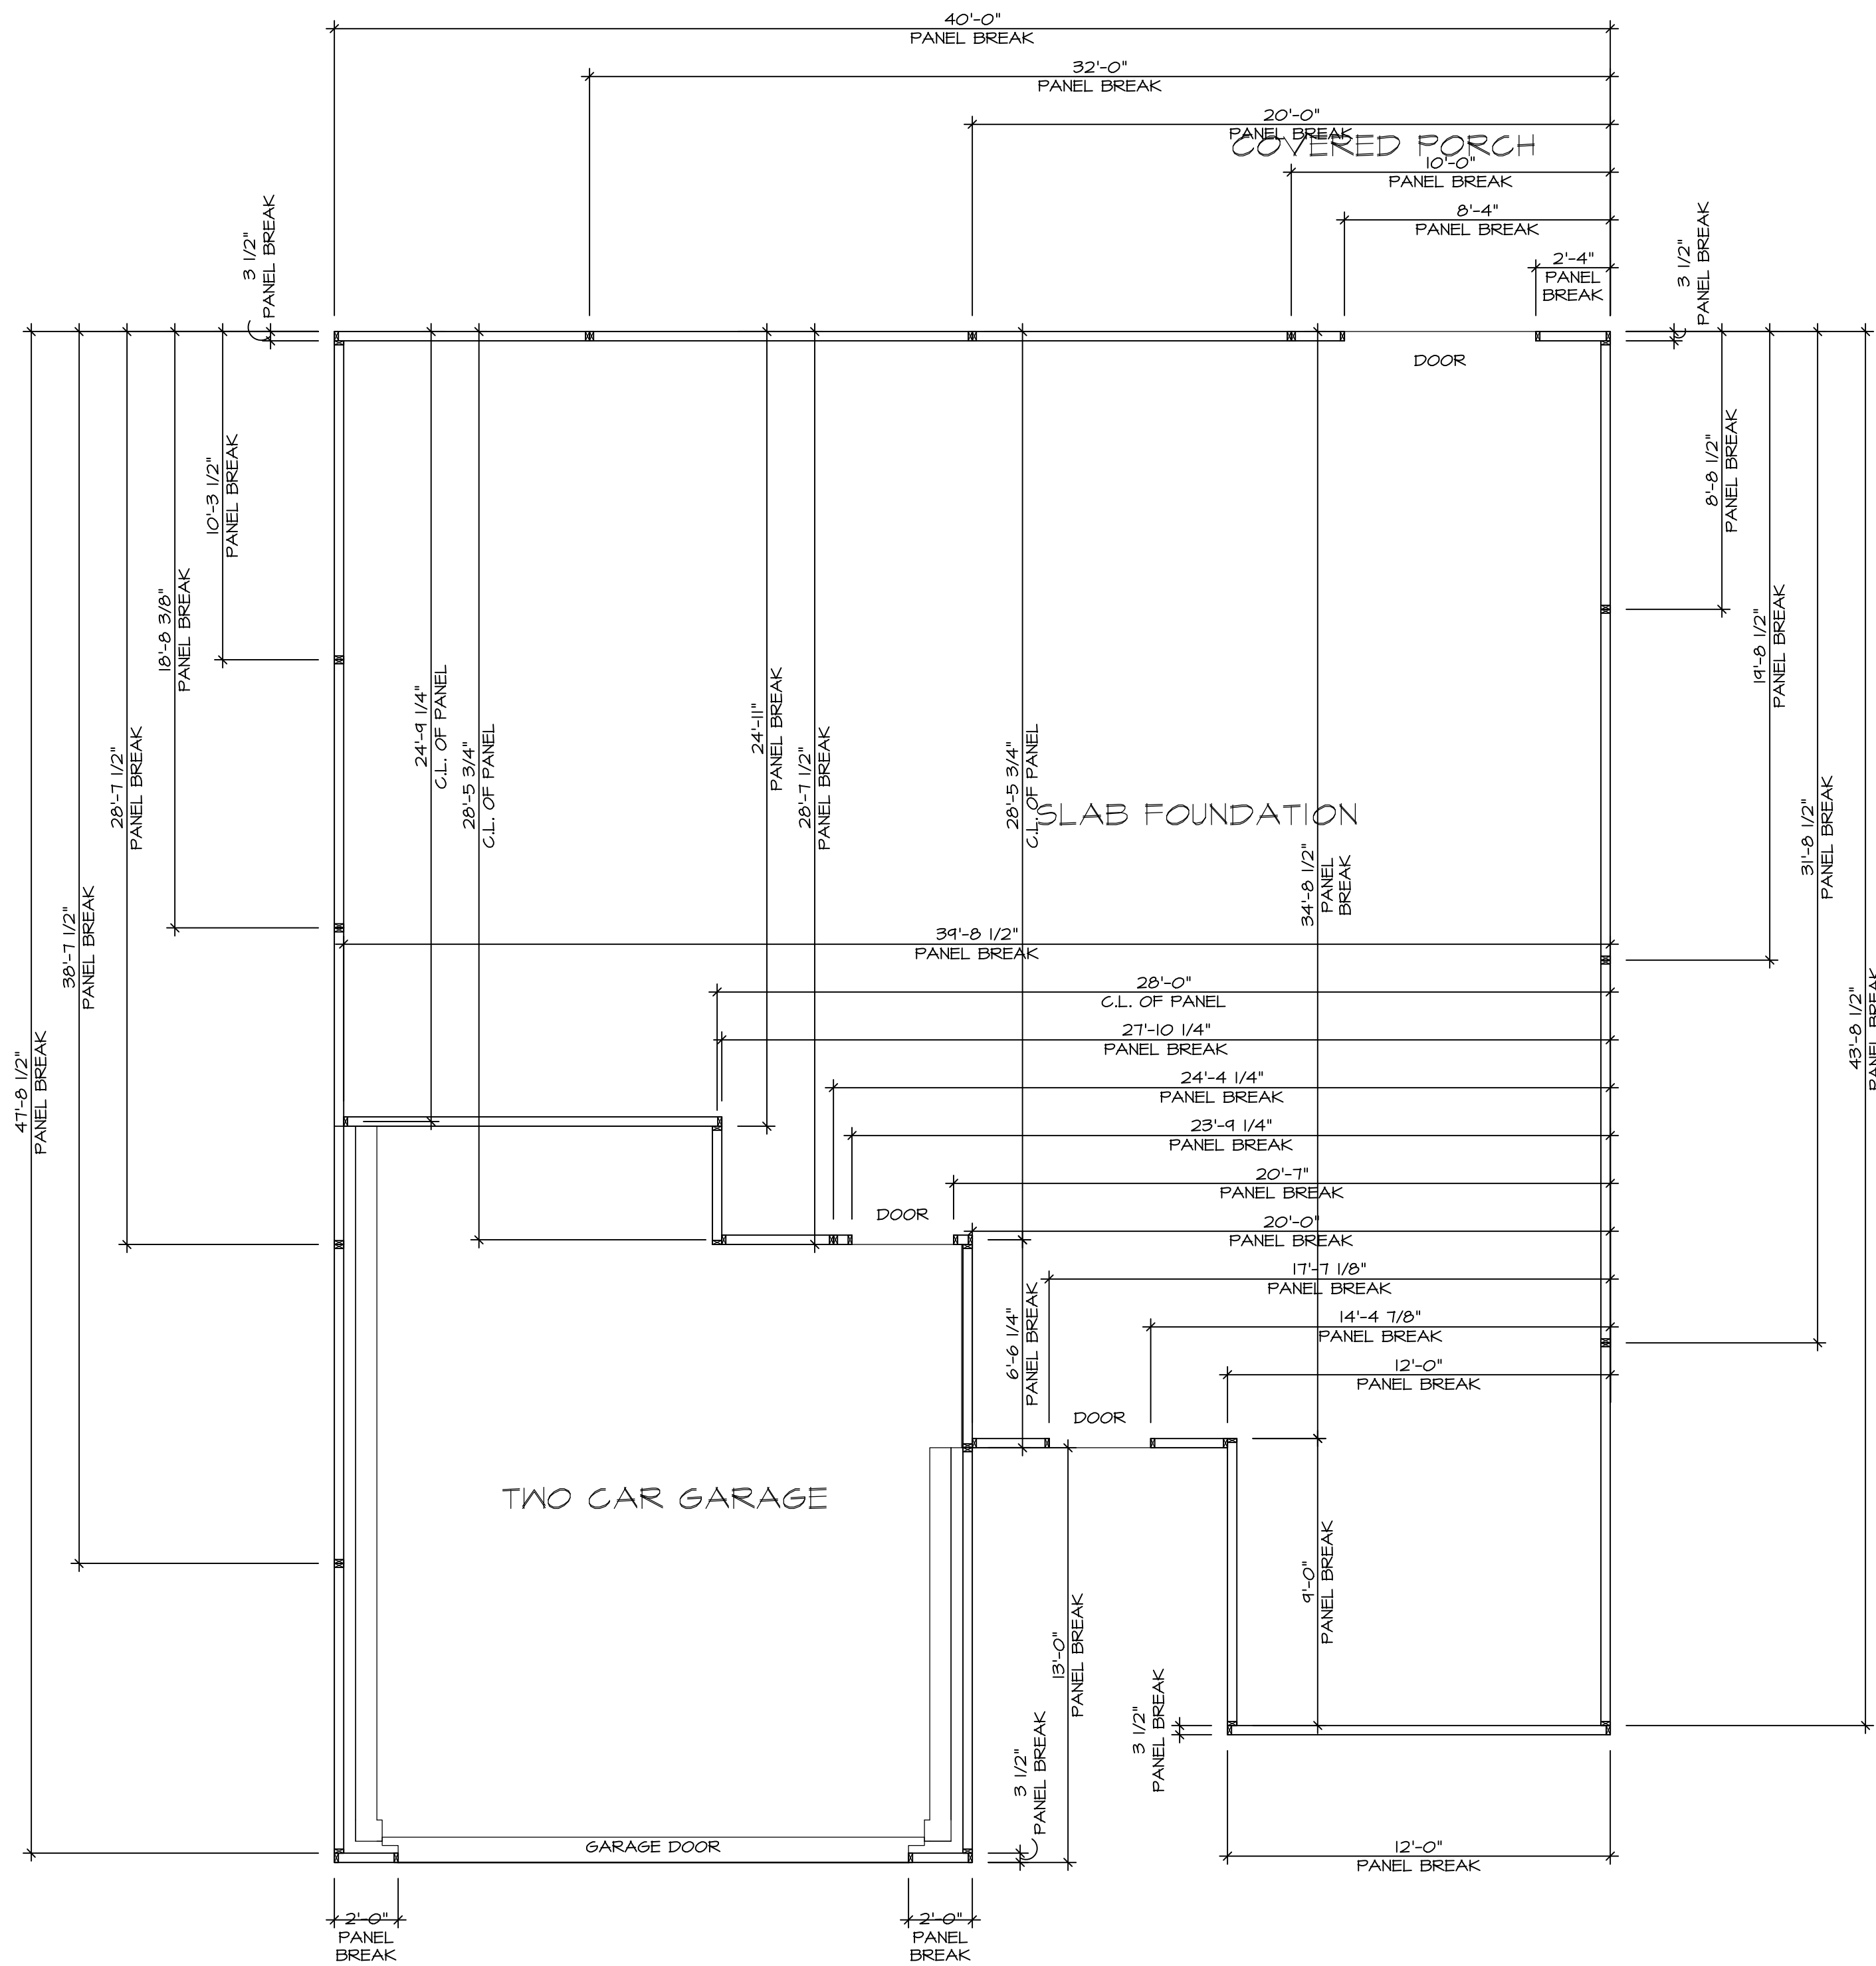 40'-0"
PANEL BREAK
32'-0"
PANEL BREAK
20'-0"
PANEL BREAK
COVERED PORCH
10'-0"
PANEL BREAK
8'-4"
PANEL BREAK
2'-4"
PANEL
BREAK
3 1/2"
PANEL BREAK
3 1/2"
PANEL BREAK
DOOR
10'-3 1/2"
PANEL BREAK
18'-8 3/8"
PANEL BREAK
28'-7 1/2"
PANEL BREAK
38'-7 1/2"
PANEL BREAK
47'-8 1/2"
PANEL BREAK
24'-9 1/4"
C.L. OF PANEL
28'-5 3/4"
C.L. OF PANEL
24'-11"
PANEL BREAK
28'-7 1/2"
PANEL BREAK
28'-5 3/4"
C.L. OF PANEL
SLAB FOUNDATION
34'-8 1/2"
PANEL
BREAK
8'-8 1/2"
PANEL BREAK
19'-8 1/2"
PANEL BREAK
31'-8 1/2"
PANEL BREAK
43'-8 1/2"
PANEL BREAK
39'-8 1/2"
PANEL BREAK
28'-0"
C.L. OF PANEL
27'-10 1/4"
PANEL BREAK
24'-4 1/4"
PANEL BREAK
23'-9 1/4"
PANEL BREAK
20'-7"
PANEL BREAK
DOOR
20'-0"
PANEL BREAK
17'-7 1/8"
PANEL BREAK
14'-4 7/8"
PANEL BREAK
12'-0"
PANEL BREAK
6'-6 1/4"
PANEL BREAK
DOOR
TWO CAR GARAGE
9'-0"
PANEL BREAK
13'-0"
PANEL BREAK
3 1/2"
PANEL BREAK
3 1/2"
PANEL BREAK
GARAGE DOOR
12'-0"
PANEL BREAK
2'-0"
PANEL
BREAK
2'-0"
PANEL
BREAK